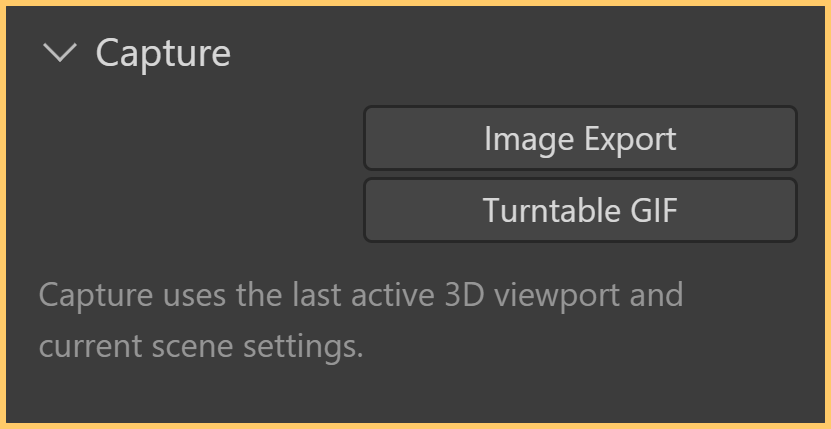 Capture
Image Export
Turntable GIF
Capture uses the last active 3D viewport and
current scene settings.